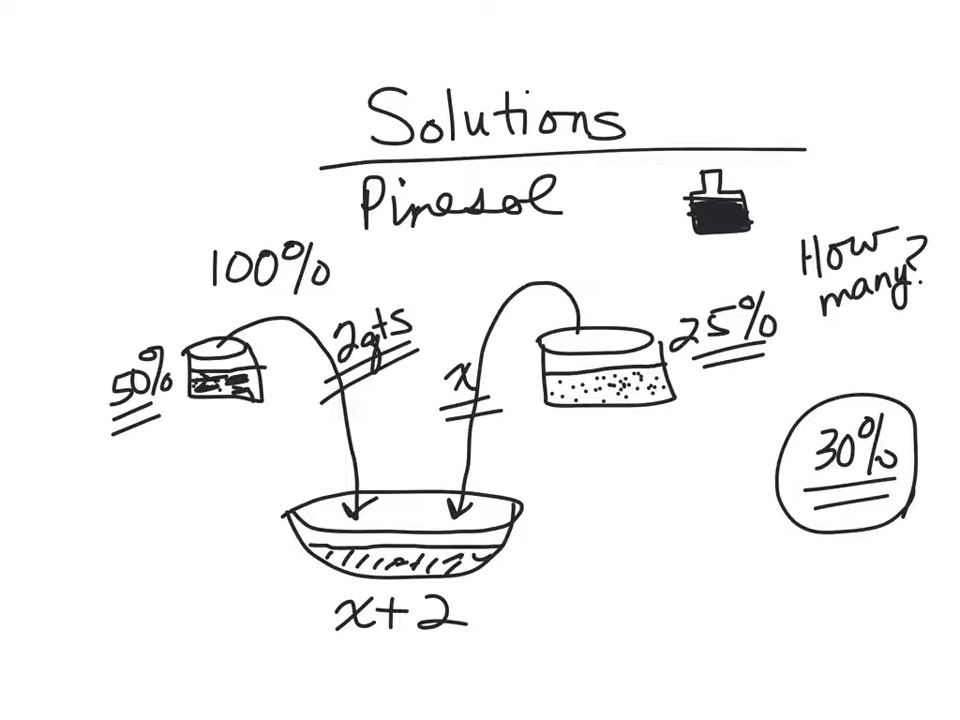 Solutions
Pinesol
How
many?
100%
50%
2qts
x
25%
30%
x+2